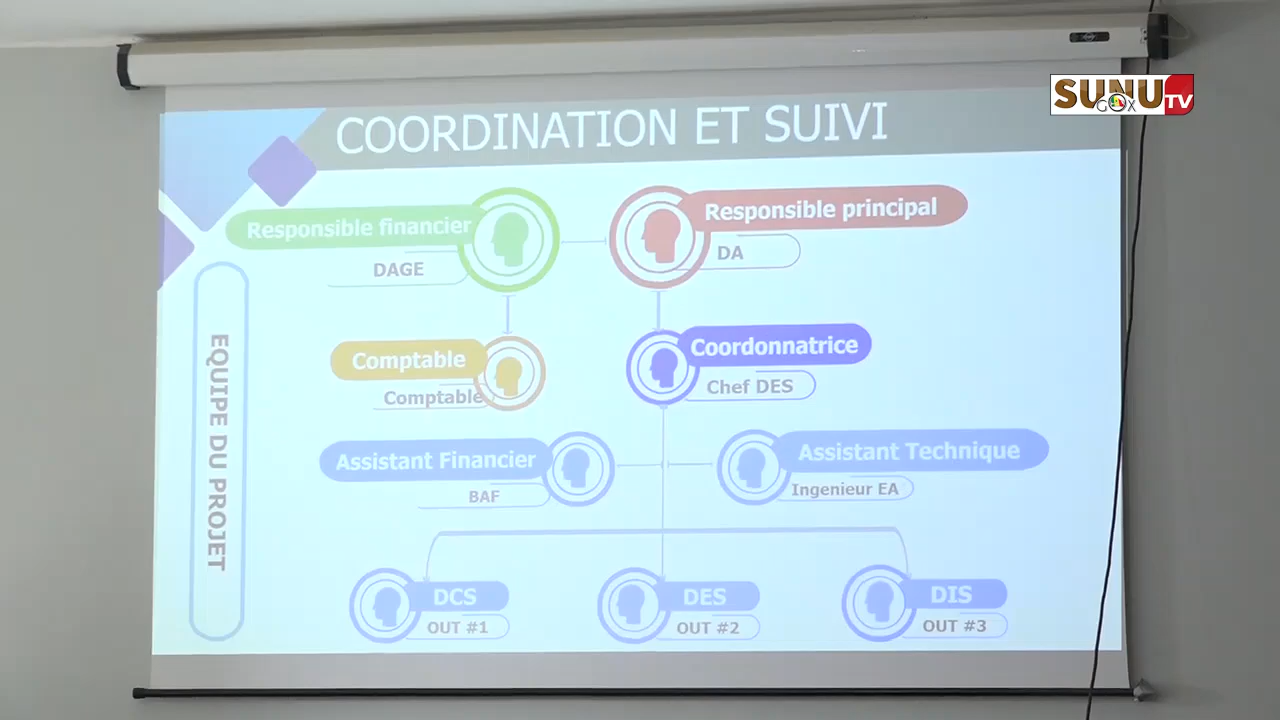 SUNU
GOX
TV
COORDINATION ET SUIVI
Responsible financier
DAGE
Responsible principal
DA
EQUIPE DU PROJET
Comptable
Comptable
Coordonnatrice
Chef DES
Assistant Financier
BAF
Assistant Technique
Ingenieur EA
DCS
OUT #1
DES
OUT #2
DIS
OUT #3